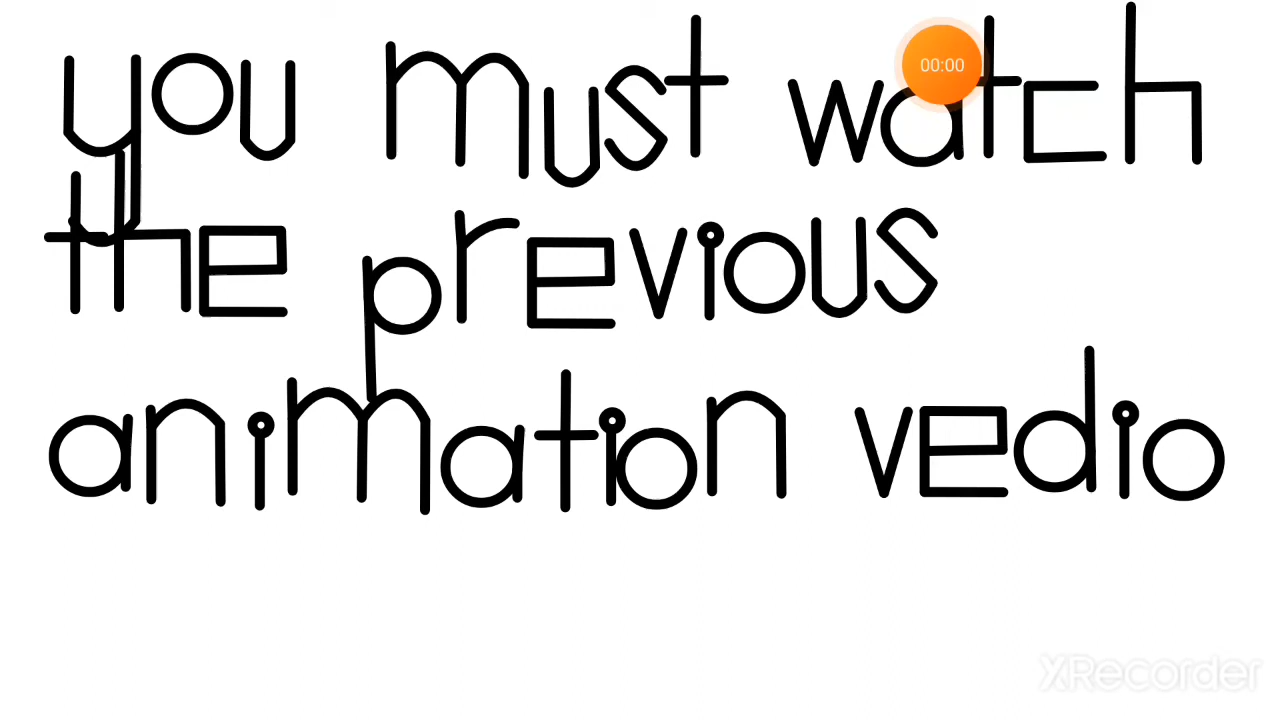 you must watch
00:00
the previous
animation vedio
XRecorder